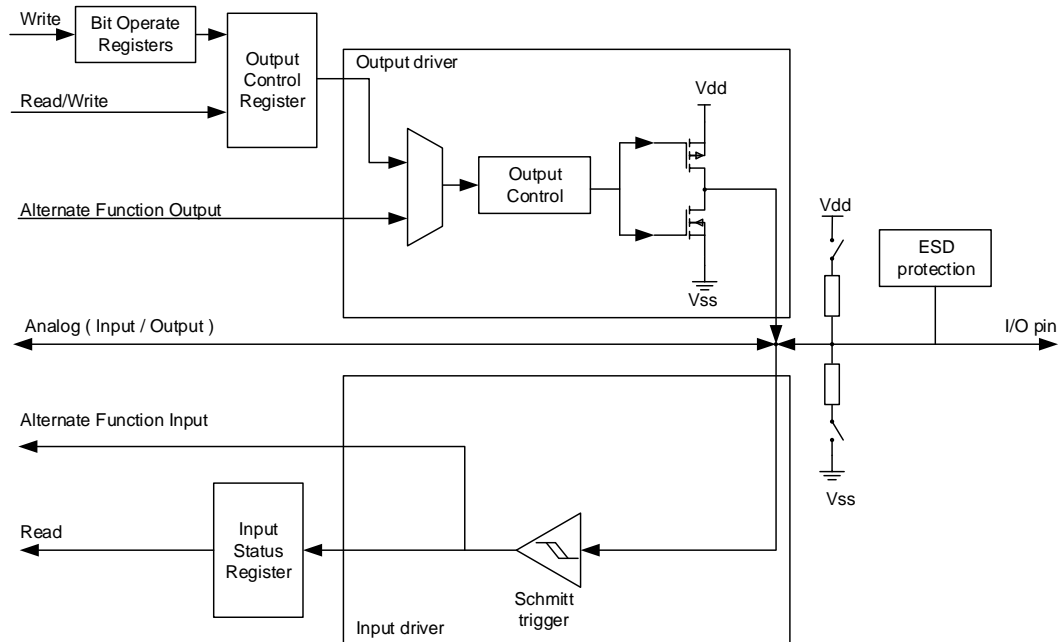 Write
Bit Operate
Registers
Output
Control
Register
Read/Write
Output driver
Vdd
Output
Control
Alternate Function Output
Vss
Vdd
ESD
protection
Analog ( Input / Output )
I/O pin
Alternate Function Input
Vss
Read
Input
Status
Register
Schmitt
trigger
Input driver